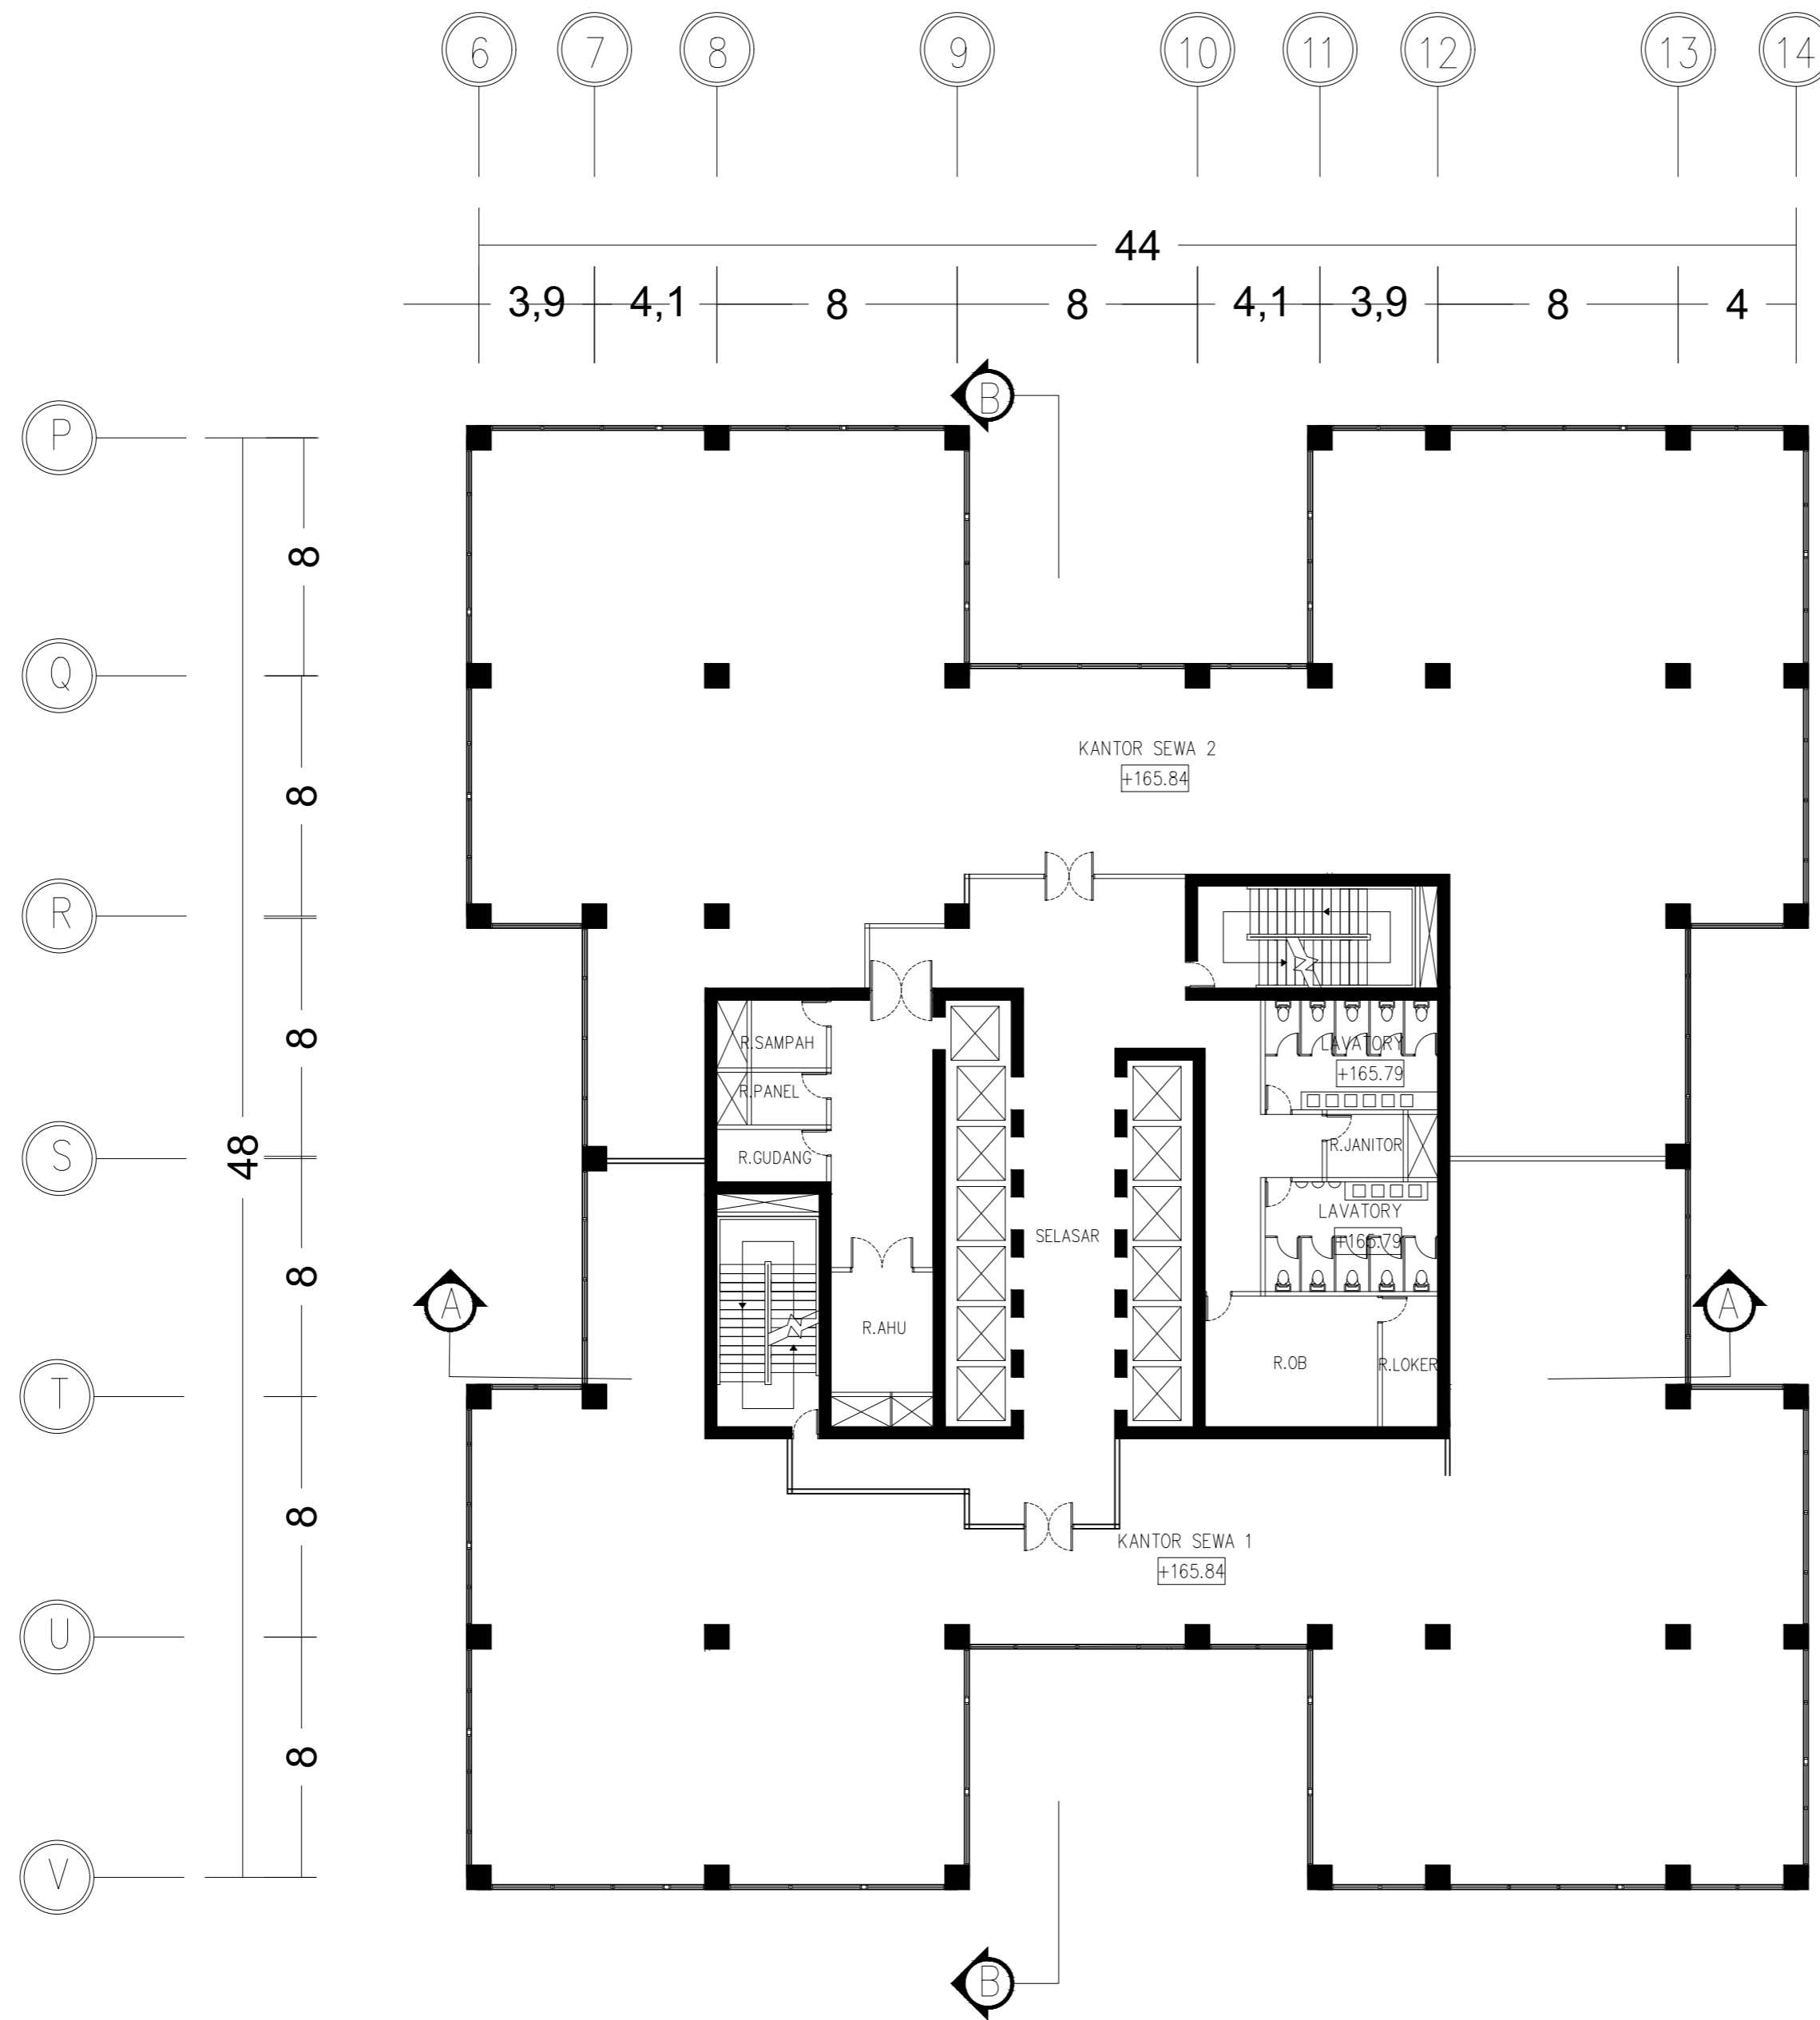 6 7 8 9 10 11 12 13 14
44
3,9 4,1 8 8 4,1 3,9 8 4
B
P
8
Q
KANTOR SEWA 2
+165.84
8
R
8
R.SAMPAH
LAVATORY
+165.79
R.PANEL
S
48
R.GUDANG
R.JANITOR
LAVATORY
SELASAR
+165.79
8
A
A
R.AHU
R.OB
R.LOKER
T
8
KANTOR SEWA 1
+165.84
U
8
V
B